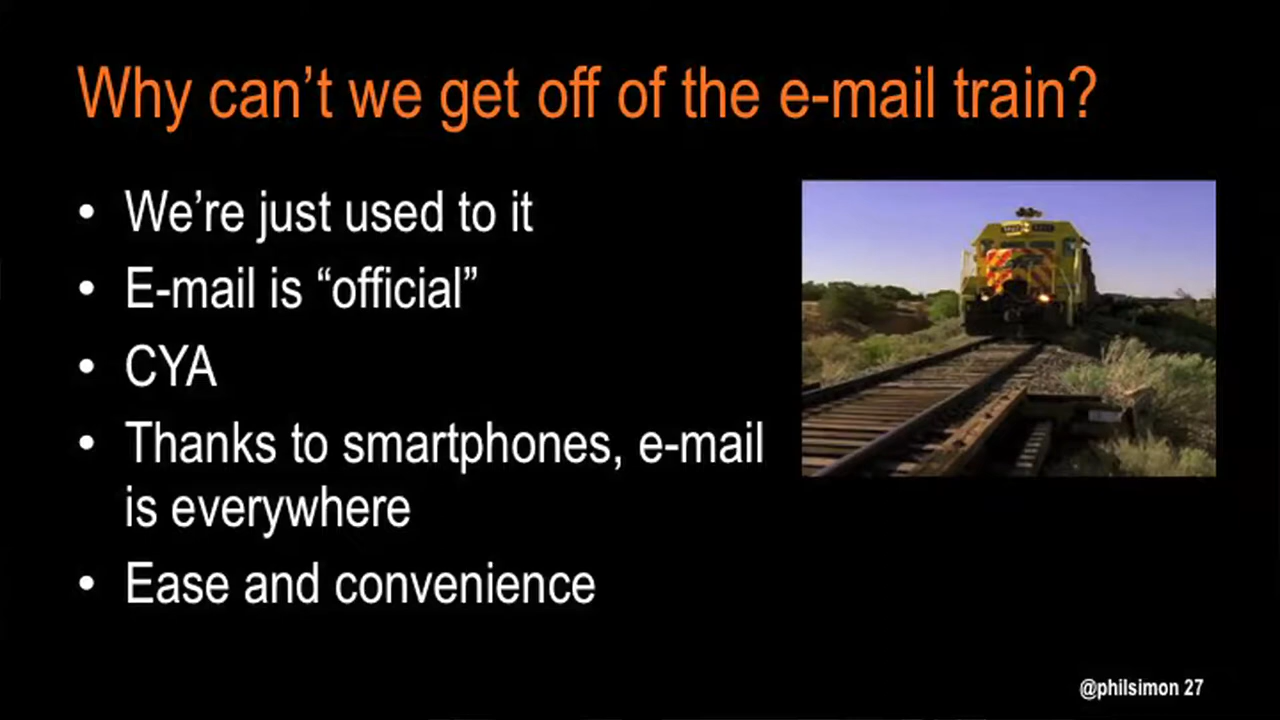 Why can’t we get off of the e-mail train?
• We’re just used to it
• E-mail is “official”
• CYA
• Thanks to smartphones, e-mail
is everywhere
• Ease and convenience
@philsimon 27